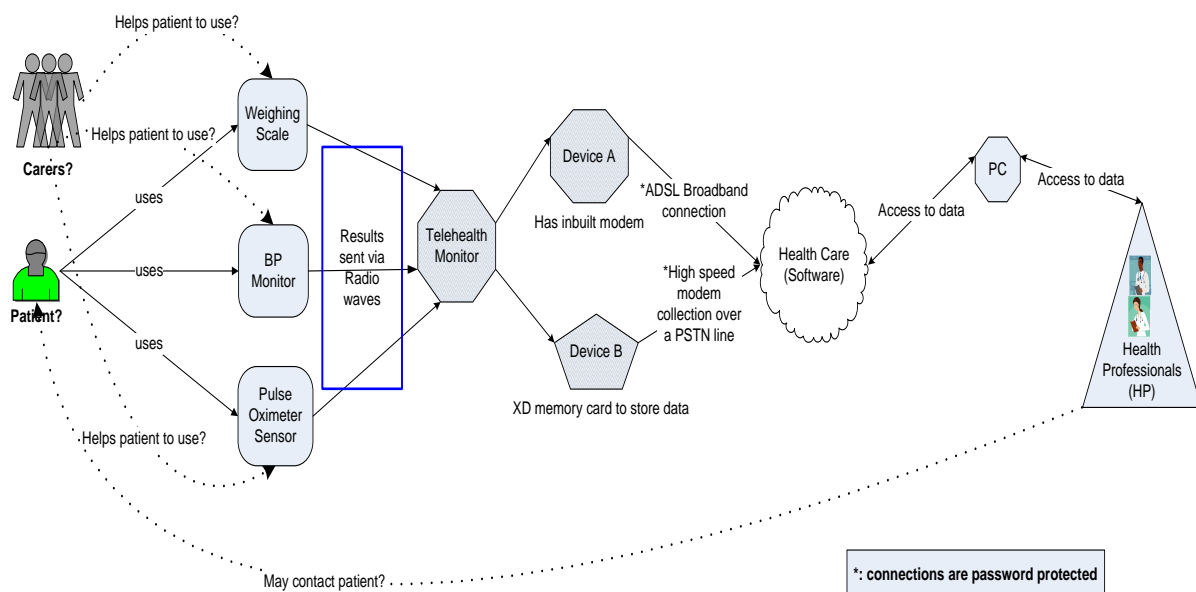 Helps patient to use?
Carers?
Helps patient to use?
Weighing
Scale
uses
Patient?
uses
BP
Monitor
uses
Pulse
Oximeter
Sensor
Helps patient to use?
Results
sent via
Radio
waves
Telehealth
Monitor
Device A
Has inbuilt modem
*ADSL Broadband
connection
*High speed
modem
collection over
a PSTN line
Device B
XD memory card to store data
Health Care
(Software)
Access to data
PC
Access to data
Health
Professionals
(HP)
May contact patient?
*: connections are password protected